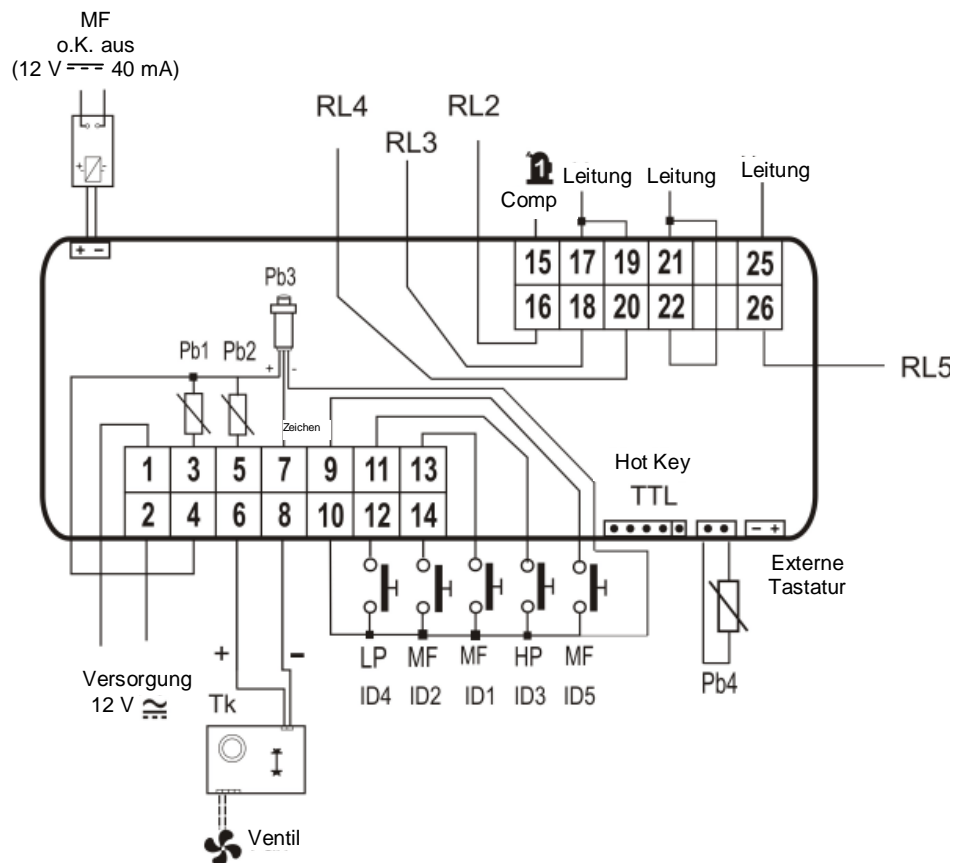 MF
o.K. aus
(12 V 40 mA)
RL4
RL2
RL3
1
Leitung
Leitung
Leitung
Comp
+ -
+ -
15 17 19 21 25
16 18 20 22 26
Pb3
Pb1
Pb2
+ -
RL5
Zeichen
1 3 5 7 9 11 13
2 4 6 8 10 12 14
Hot Key
TTL
- +
Externe
Tastatur
+ -
LP MF MF HP MF
ID4 ID2 ID1 ID3 ID5
Pb4
Versorgung
12 V
Tk
Ventil